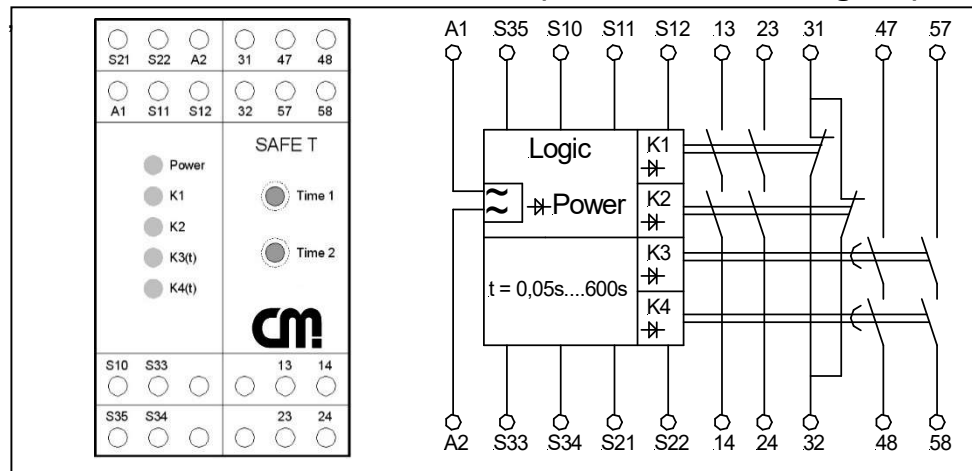 S21 S22 A2 31 47 48
A1 S11 S12 32 57 58
SAFE T
Power
K1
K2
K3(t)
K4(t)
Time 1
Time 2
CM!
S10 S33 13 14
S35 S34 23 24
A1 S35 S10 S11 S12 13 23 31 47 57
Logic
Power
t = 0,05s....600s
K1
K2
K3
K4
A2 S33 S34 S21 S22 14 24 32 48 58